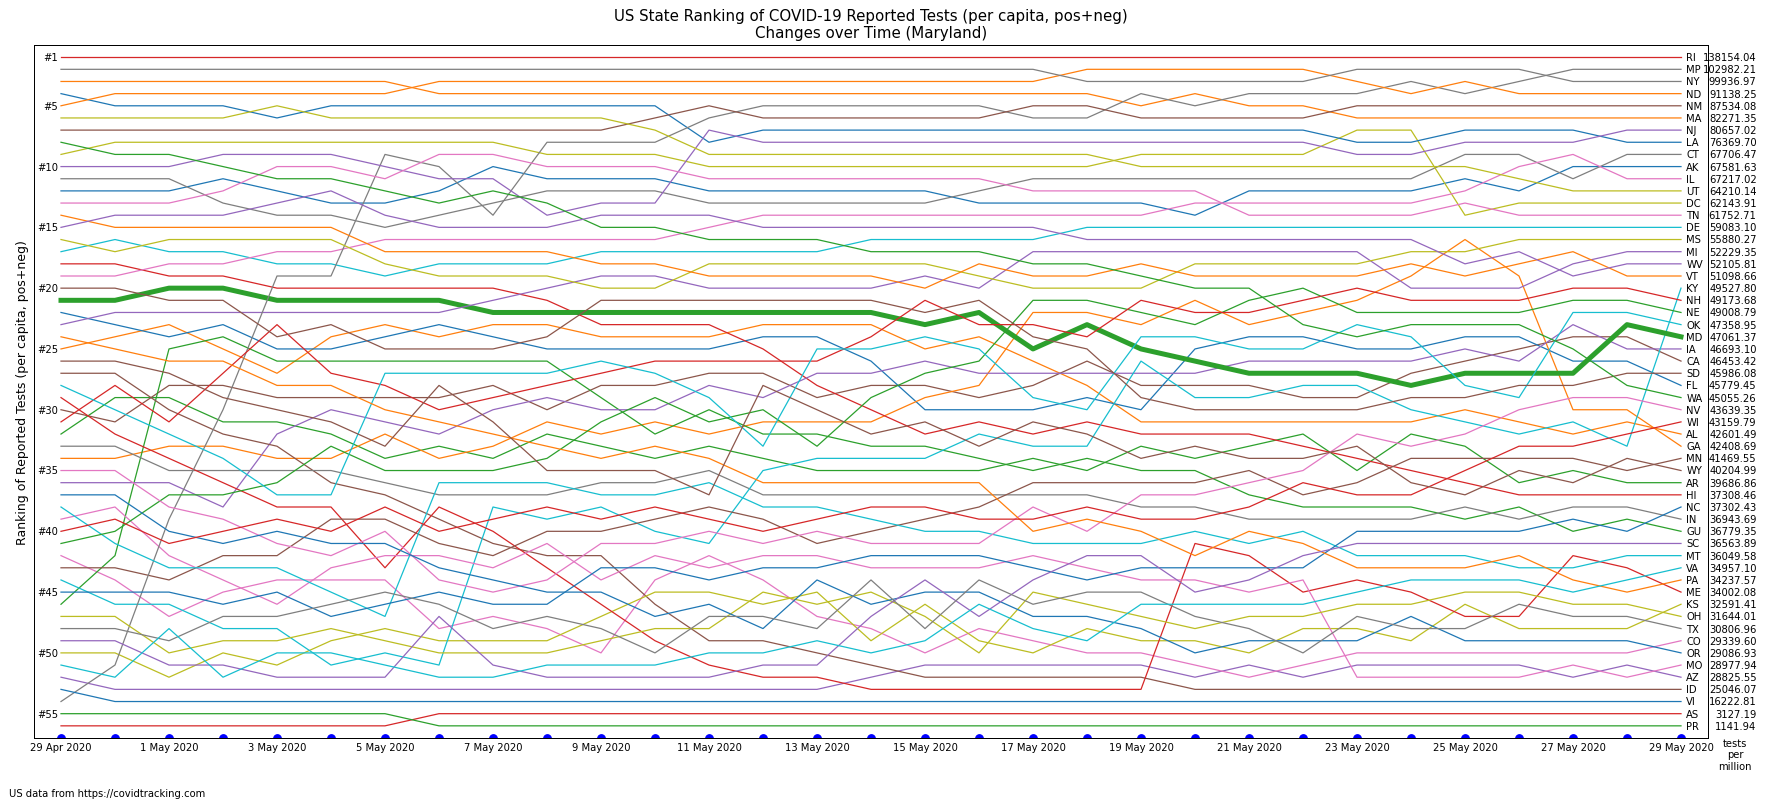 US State Ranking of COVID-19 Reported Tests (per capita, pos+neg)
Changes over Time (Maryland)
Ranking of Reported Tests (per capita, pos+neg)
#1
#5
#10
#15
#20
#25
#30
#35
#40
#45
#50
#55
RI 138154.04
MP 102982.21
NY 99936.97
ND 91138.25
NM 87534.08
MA 82271.35
NJ 80657.02
LA 76369.70
CT 67706.47
AK 67581.63
IL 67217.02
UT 64210.14
DC 62143.91
TN 61752.71
DE 59083.10
MS 55880.27
MI 52229.35
WV 52105.81
VT 51098.66
KY 49527.80
NH 49173.68
NE 49008.79
OK 47358.95
MD 47061.37
IA 46693.10
CA 46453.42
SD 45986.08
FL 45779.45
WA 45055.26
NV 43639.35
WI 43159.79
AL 42601.49
GA 42408.69
MN 41469.55
WY 40204.99
AR 39686.86
HI 37308.46
NC 37302.43
IN 36943.69
GU 36779.35
SC 36563.89
MT 36049.58
VA 34957.10
PA 34237.57
ME 34002.08
KS 32591.41
OH 31644.01
TX 30806.96
CO 29339.60
OR 29086.93
MO 28977.94
AZ 28825.55
ID 25046.07
VI 16222.81
AS 3127.19
PR 1141.94
29 Apr 2020 1 May 2020 3 May 2020 5 May 2020 7 May 2020 9 May 2020 11 May 2020 13 May 2020 15 May 2020 17 May 2020 19 May 2020 21 May 2020 23 May 2020 25 May 2020 27 May 2020 29 May 2020
tests
per
million
US data from https://covidtracking.com